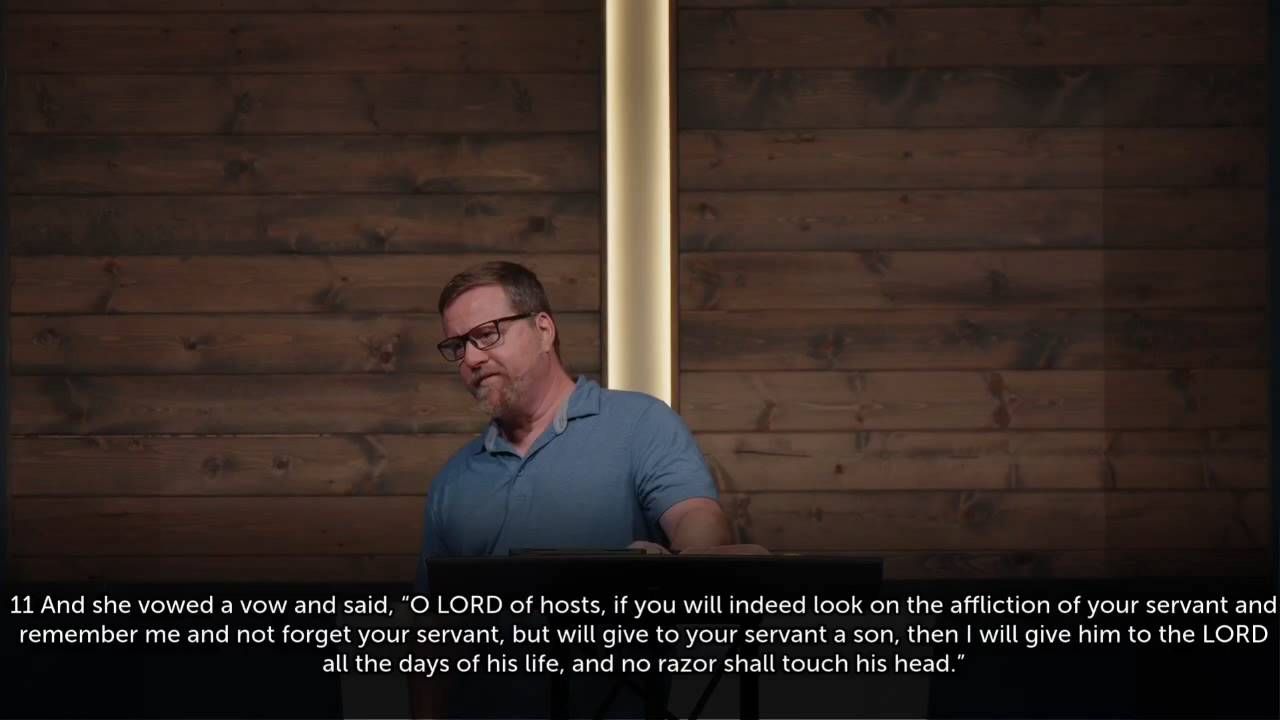 11 And she vowed a vow and said, “O LORD of hosts, if you will indeed look on the affliction of your servant and
remember me and not forget your servant, but will give to your servant a son, then I will give him to the LORD
all the days of his life, and no razor shall touch his head.”